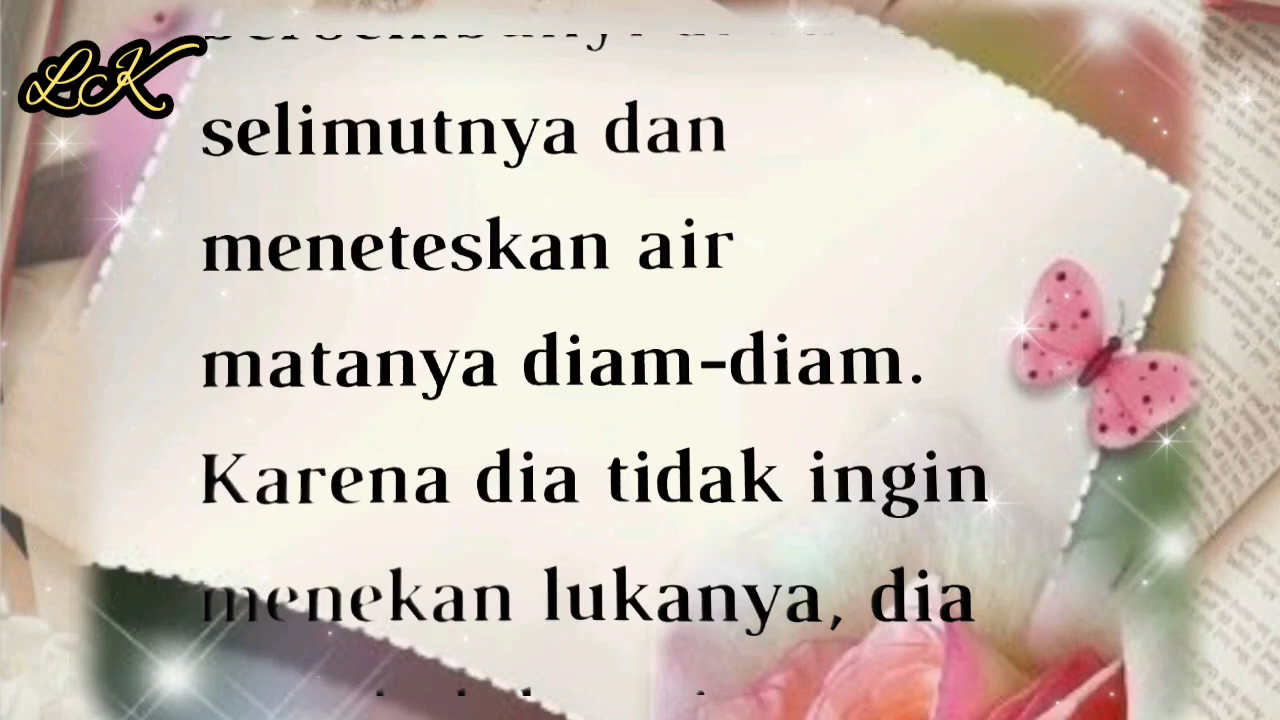 LK
selimutnya dan
meneteskan air
matanya diam-diam.
Karena dia tidak ingin
menekan lukanya, dia